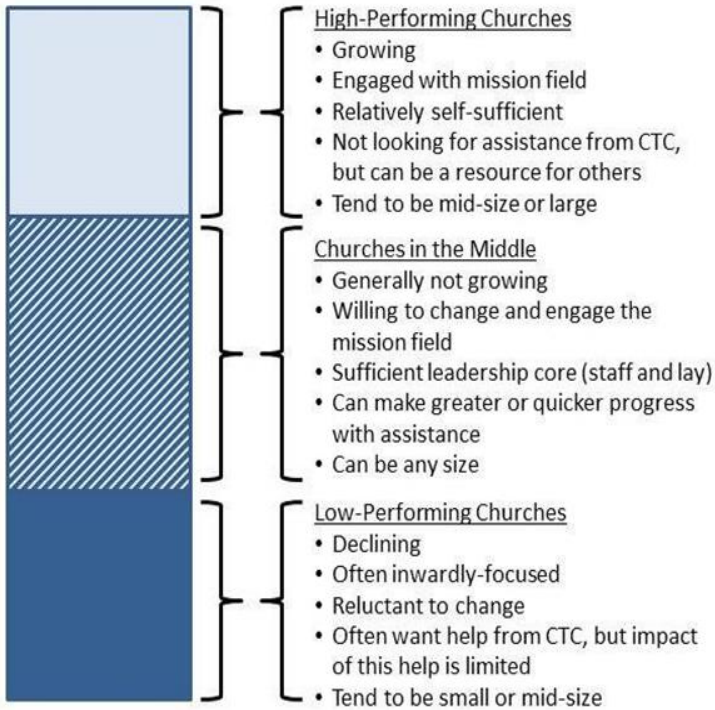 High-Performing Churches
• Growing
• Engaged with mission field
• Relatively self-sufficient
• Not looking for assistance from CTC,
but can be a resource for others
• Tend to be mid-size or large
Churches in the Middle
• Generally not growing
• Willing to change and engage the
mission field
• Sufficient leadership core (staff and lay)
• Can make greater or quicker progress
with assistance
• Can be any size
Low-Performing Churches
• Declining
• Often inwardly-focused
• Reluctant to change
• Often want help from CTC, but impact
of this help is limited
• Tend to be small or mid-size